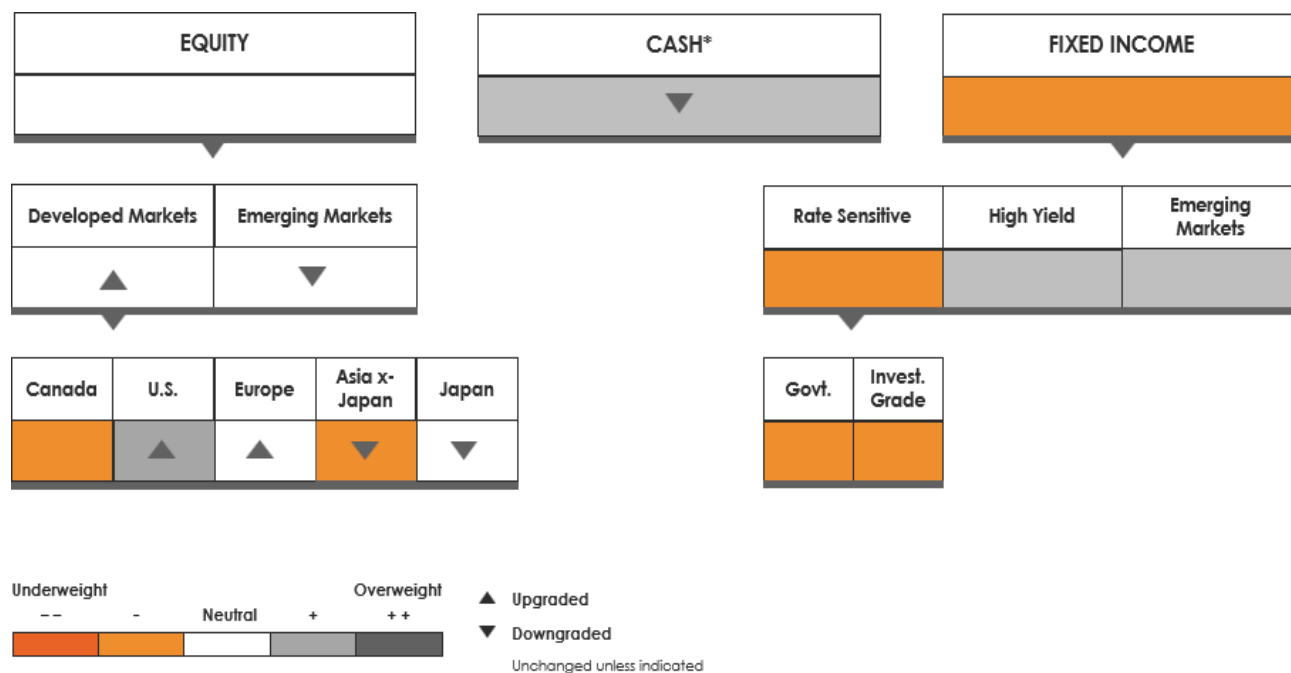 EQUITY
CASH*
FIXED INCOME
▼
Developed Markets
Emerging Markets
Rate Sensitive
High Yield
Emerging
Markets
▲
▼
Canada
U.S.
Europe
Asia x-
Japan
Japan
Govt.
Invest.
Grade
▲
▲
▼
▼
Underweight
Overweight
--
-
Neutral
+
++
▲ Upgraded
▼ Downgraded
Unchanged unless indicated